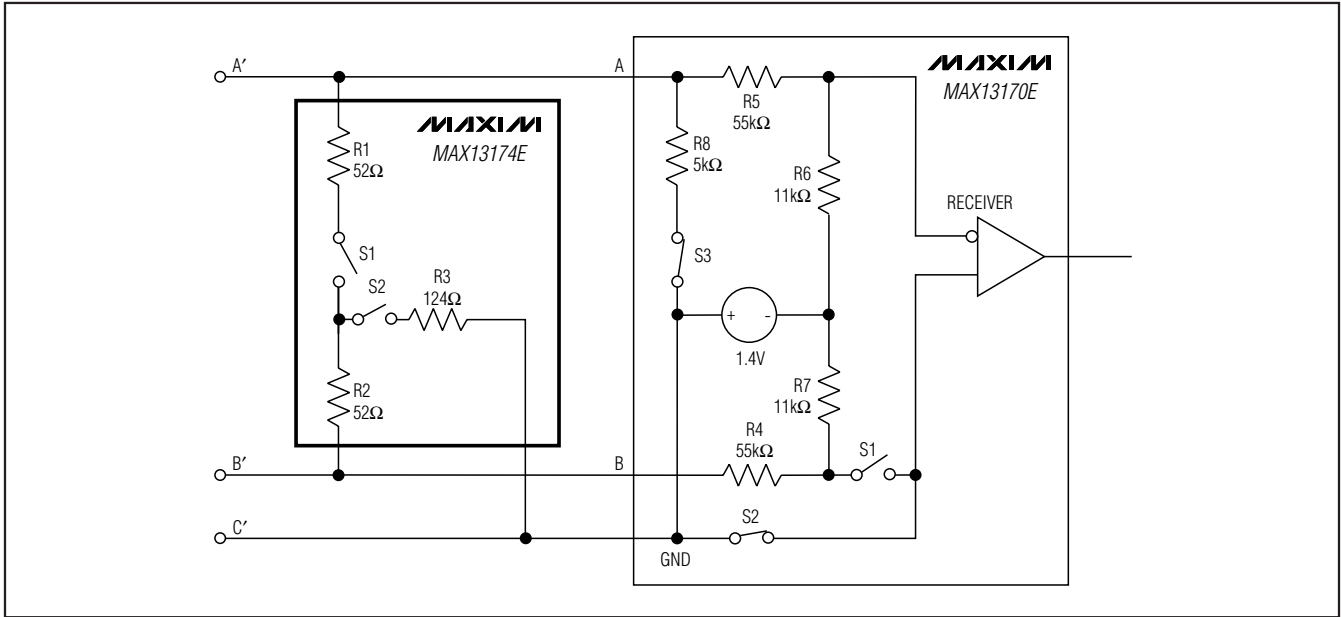 A′
A
MAXIM
MAX13170E
R5
55kΩ
MAXIM
MAX13174E
R1
52Ω
R8
5kΩ
R6
11kΩ
RECEIVER
S1
S3
S2
R3
124Ω
+
-
1.4V
R2
52Ω
R7
11kΩ
B′
B
R4
55kΩ
S1
C′
S2
GND